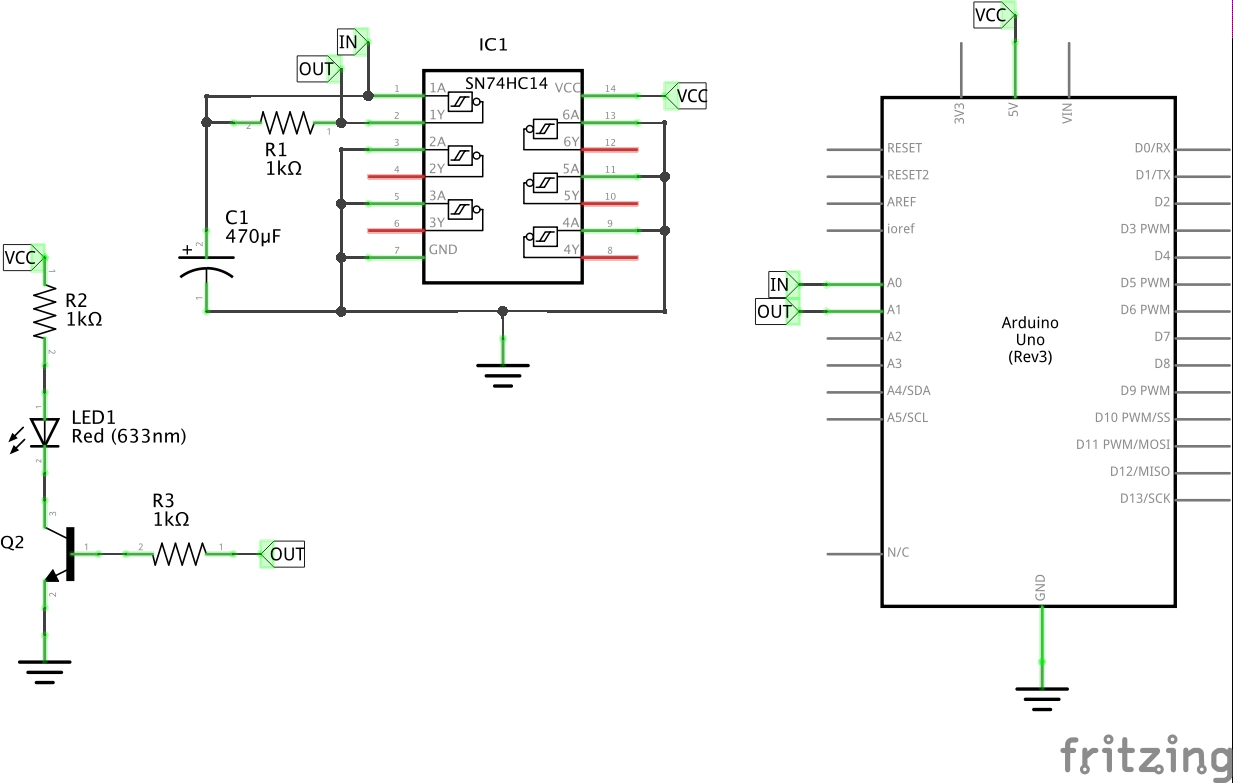 VCC
IN
IC1
OUT
SN74HC14
1 1A VCC 14 VCC
2 1Y 6A 13
2 1
R1
1kΩ
3 2A 6Y 12
4 2Y 5A 11
5 3A 5Y 10
6 3Y 4A 9
7 GND 4Y 8
C1
470µF
2
+
1
VCC
1
R2
1kΩ
2
1
LED1
Red (633nm)
2
3
R3
1kΩ
Q2
1 2 1 OUT
2
3V3 5V VIN
RESET D0/RX
RESET2 D1/TX
AREF D2
ioref D3 PWM
D4
IN A0 D5 PWM
OUT A1 D6 PWM
Arduino
Uno
(Rev3)
A2 D7
A3 D8
A4/SDA D9 PWM
A5/SCL D10 PWM/SS
D11 PWM/MOSI
D12/MISO
D13/SCK
N/C
GND
fritzing